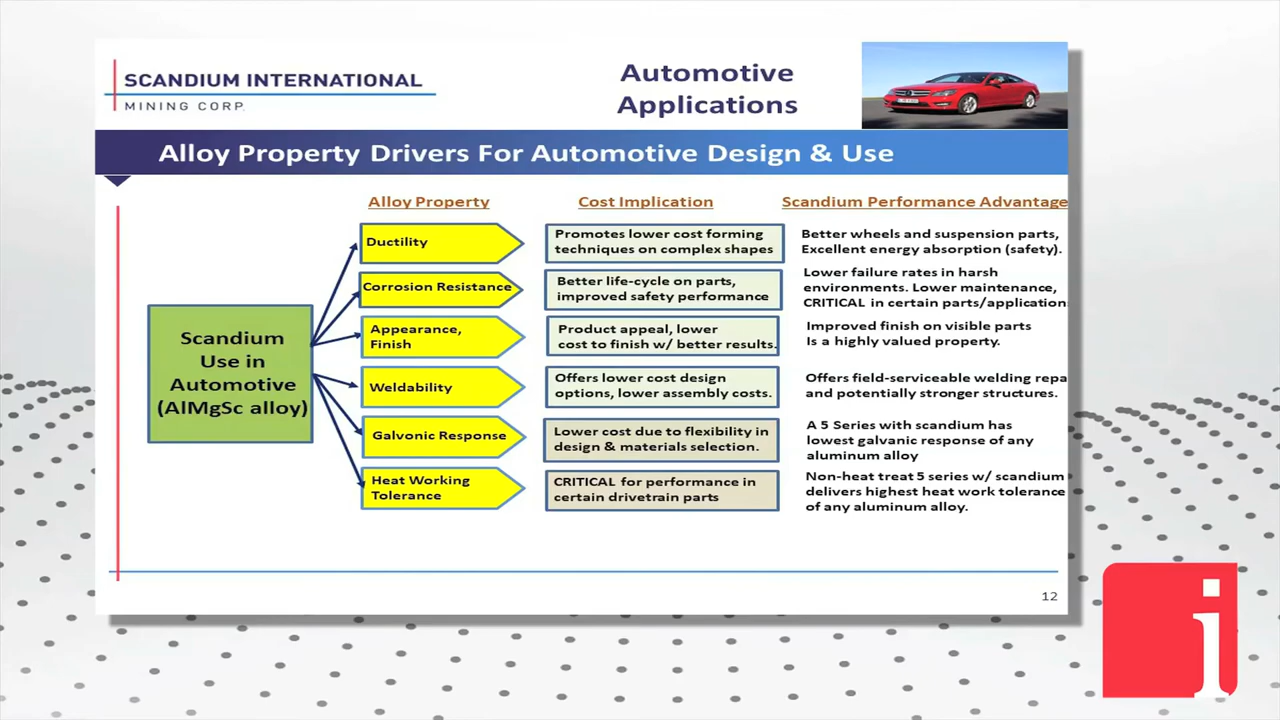 SCANDIUM INTERNATIONAL
MINING CORP.
Automotive
Applications
Alloy Property Drivers For Automotive Design & Use
Alloy Property
Cost Implication
Scandium Performance Advantage
Scandium
Use in
Automotive
(AlMgSc alloy)
Ductility
Promotes lower cost forming
techniques on complex shapes
Better wheels and suspension parts,
Excellent energy absorption (safety).
Corrosion Resistance
Better life-cycle on parts,
improved safety performance
Lower failure rates in harsh
environments. Lower maintenance,
CRITICAL in certain parts/application
Appearance,
Finish
Product appeal, lower
cost to finish w/ better results.
Improved finish on visible parts
Is a highly valued property.
Weldability
Offers lower cost design
options, lower assembly costs.
Offers field-serviceable welding repa
and potentially stronger structures.
Galvonic Response
Lower cost due to flexibility in
design & materials selection.
A 5 Series with scandium has
lowest galvanic response of any
aluminum alloy
Heat Working
Tolerance
CRITICAL for performance in
certain drivetrain parts
Non-heat treat 5 series w/ scandium
delivers highest heat work tolerance
of any aluminum alloy.
12
i